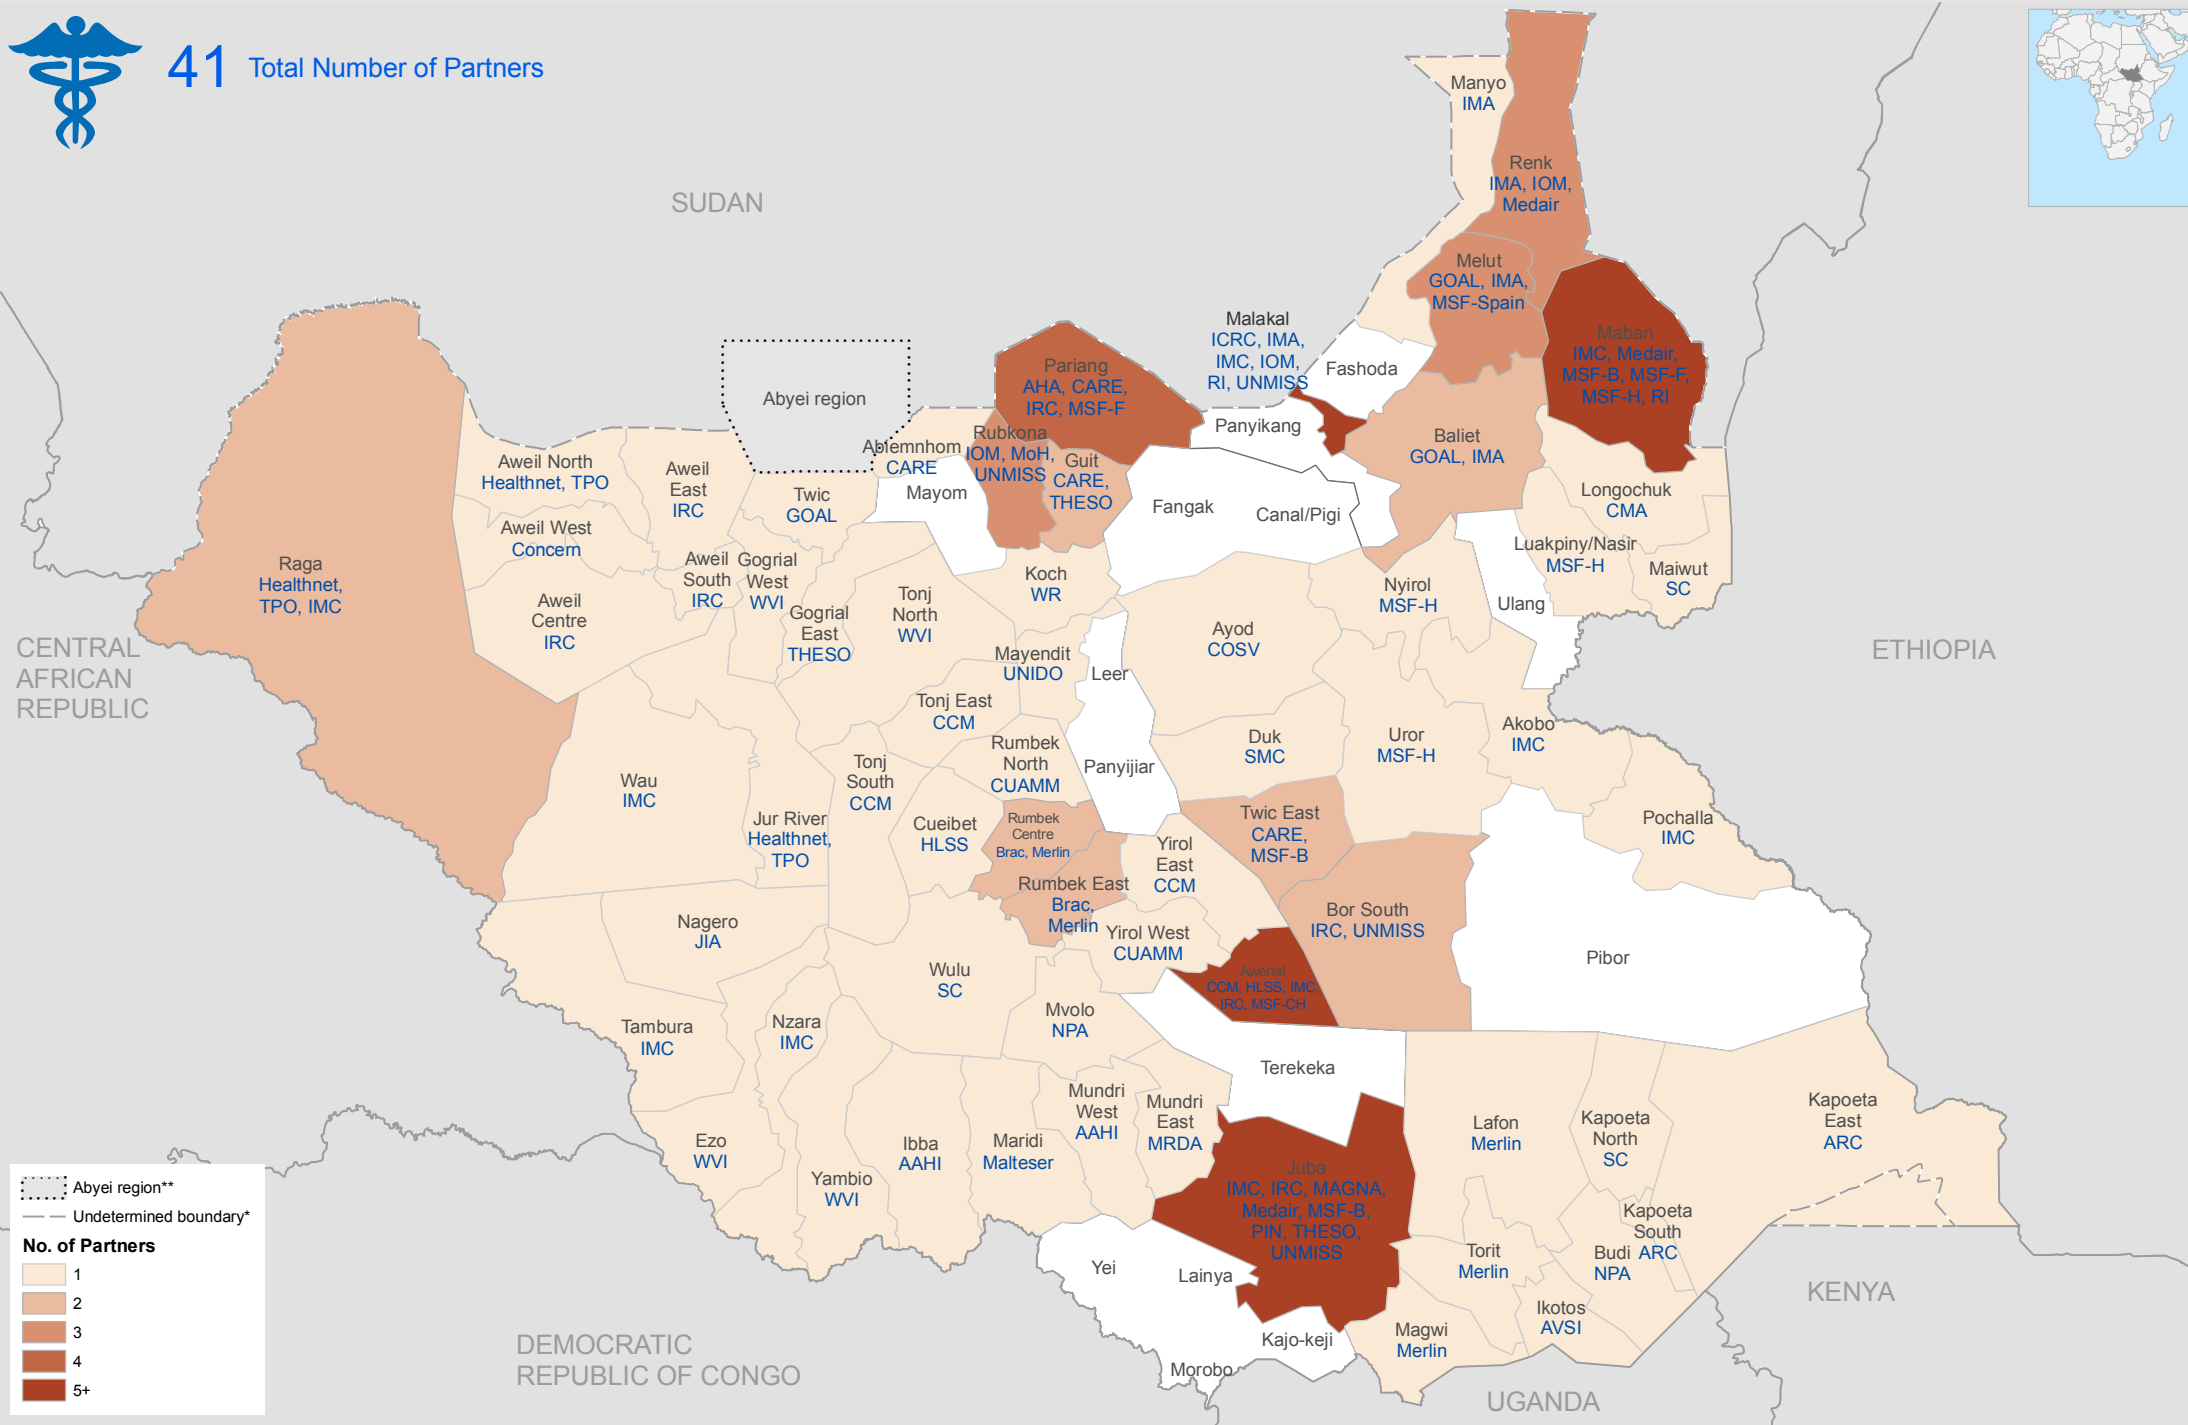 41 Total Number of Partners
SUDAN
CENTRAL
AFRICAN
REPUBLIC
ETHIOPIA
DEMOCRATIC
REPUBLIC OF CONGO
UGANDA
KENYA
Manyo
IMA
Renk
IMA, IOM,
Medair
Melut
GOAL, IMA,
MSF-Spain
Maban
IMC, Medair,
MSF-B, MSF-F,
MSF-H, RI
Malakal
ICRC, IMA,
IMC, IOM,
RI, UNMISS
Fashoda
Panyikang
Baliet
GOAL, IMA
Pariang
AHA, CARE,
IRC, MSF-F
Abyei region
Abiemnhom
CARE
Rubkona
IOM, MoH,
UNMISS
Guit
CARE,
THESO
Mayom
Fangak
Canal/Pigi
Longochuk
CMA
Luakpiny/Nasir
MSF-H
Maiwut
SC
Ulang
Nyirol
MSF-H
Raga
Healthnet,
TPO, IMC
Aweil North
Healthnet, TPO
Aweil
East
IRC
Aweil West
Concern
Aweil
Centre
IRC
Aweil
South
IRC
Twic
GOAL
Gogrial
West
WVI
Gogrial
East
THESO
Tonj
North
WVI
Koch
WR
Mayendit
UNIDO
Leer
Ayod
COSV
Tonj East
CCM
Rumbek
North
CUAMM
Panyijiar
Duk
SMC
Uror
MSF-H
Akobo
IMC
Pochalla
IMC
Wau
IMC
Jur River
Healthnet,
TPO
Tonj
South
CCM
Cueibet
HLSS
Rumbek
Centre
Brac, Merlin
Rumbek East
Brac,
Merlin
Yirol
East
CCM
Twic East
CARE,
MSF-B
Bor South
IRC, UNMISS
Pibor
Nagero
JIA
Wulu
SC
Yirol West
CUAMM
Awerial
CCM, HLSS, IMC,
IRC, MSF-CH
Tambura
IMC
Nzara
IMC
Mvolo
NPA
Terekeka
Ezo
WVI
Yambio
WVI
Ibba
AAHI
Maridi
Malteser
Mundri
West
AAHI
Mundri
East
MRDA
Juba
IMC, IRC, MAGNA,
Medair, MSF-B,
PIN, THESO,
UNMISS
Lafon
Merlin
Kapoeta
North
SC
Kapoeta
East
ARC
Kapoeta
South
ARC
Budi
NPA
Torit
Merlin
Ikotos
AVSI
Magwi
Merlin
Yei
Lainya
Kajo-keji
Morobo
Abyei region**
Undetermined boundary*
No. of Partners
1
2
3
4
5+